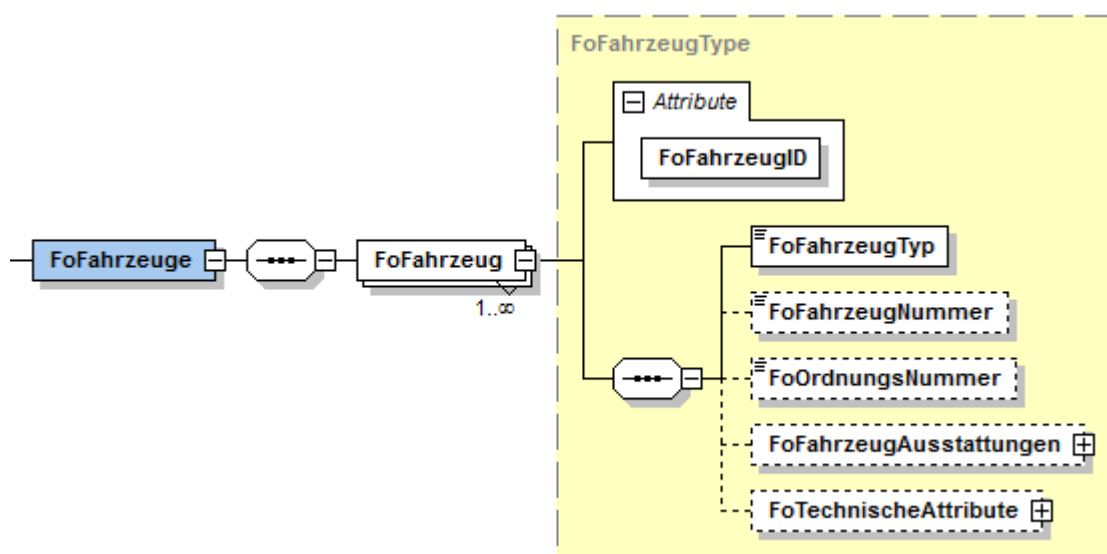 FoFahrzeugType
Attribute
FoFahrzeugID
FoFahrzeuge
FoFahrzeug
1..∞
FoFahrzeugTyp
FoFahrzeugNummer
FoOrdnungsNummer
FoFahrzeugAusstattungen
FoTechnischeAttribute